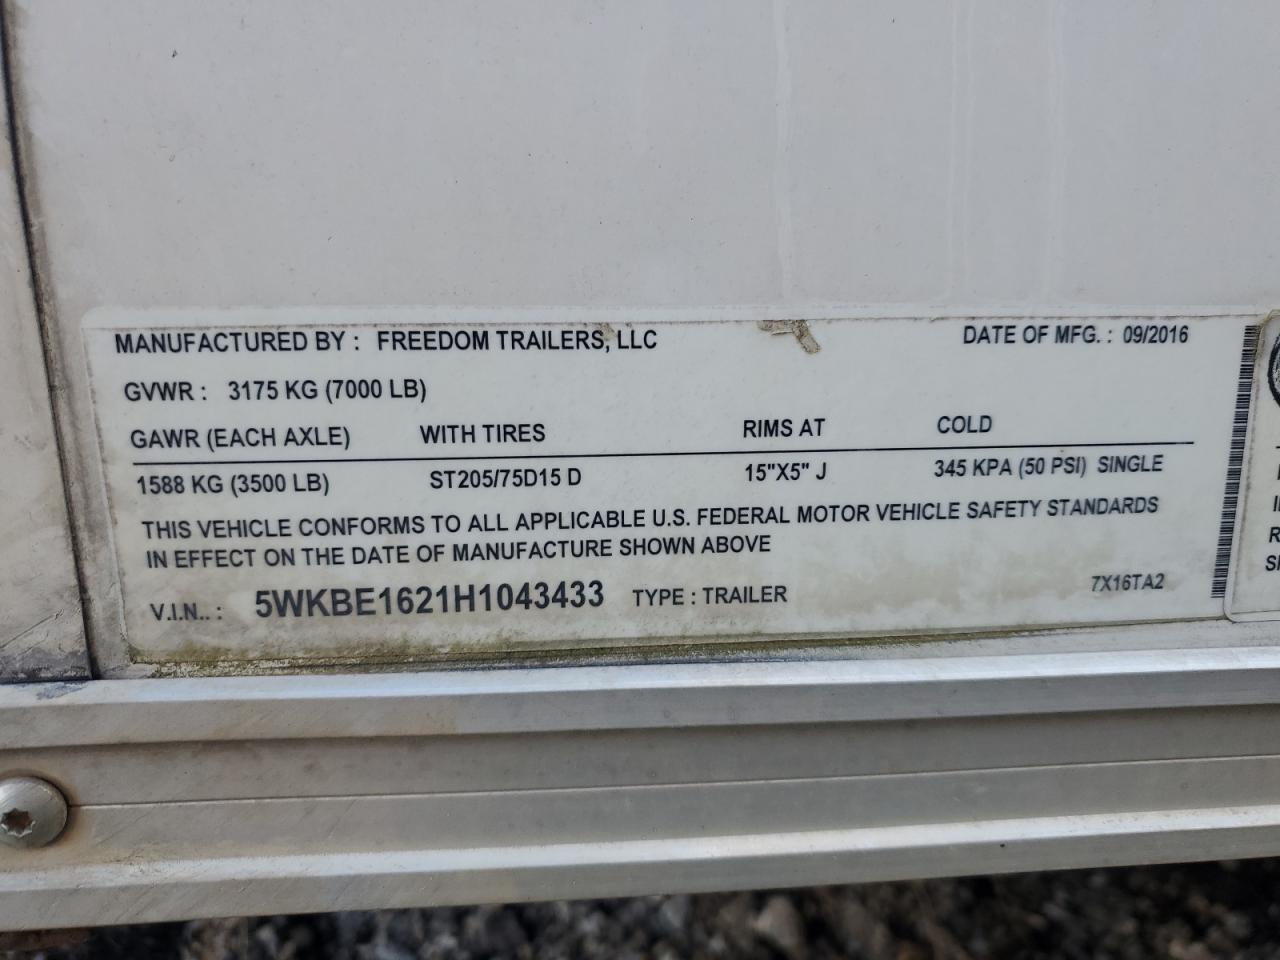 MANUFACTURED BY : FREEDOM TRAILERS, LLC DATE OF MFG. : 09/2016
GVWR : 3175 KG (7000 LB)
GAWR (EACH AXLE) WITH TIRES RIMS AT COLD
1588 KG (3500 LB) ST205/75D15 D 15"X5" J 345 KPA (50 PSI) SINGLE
THIS VEHICLE CONFORMS TO ALL APPLICABLE U.S. FEDERAL MOTOR VEHICLE SAFETY STANDARDS
IN EFFECT ON THE DATE OF MANUFACTURE SHOWN ABOVE
V.I.N.. : 5WKBE1621H1043433 TYPE : TRAILER 7X16TA2